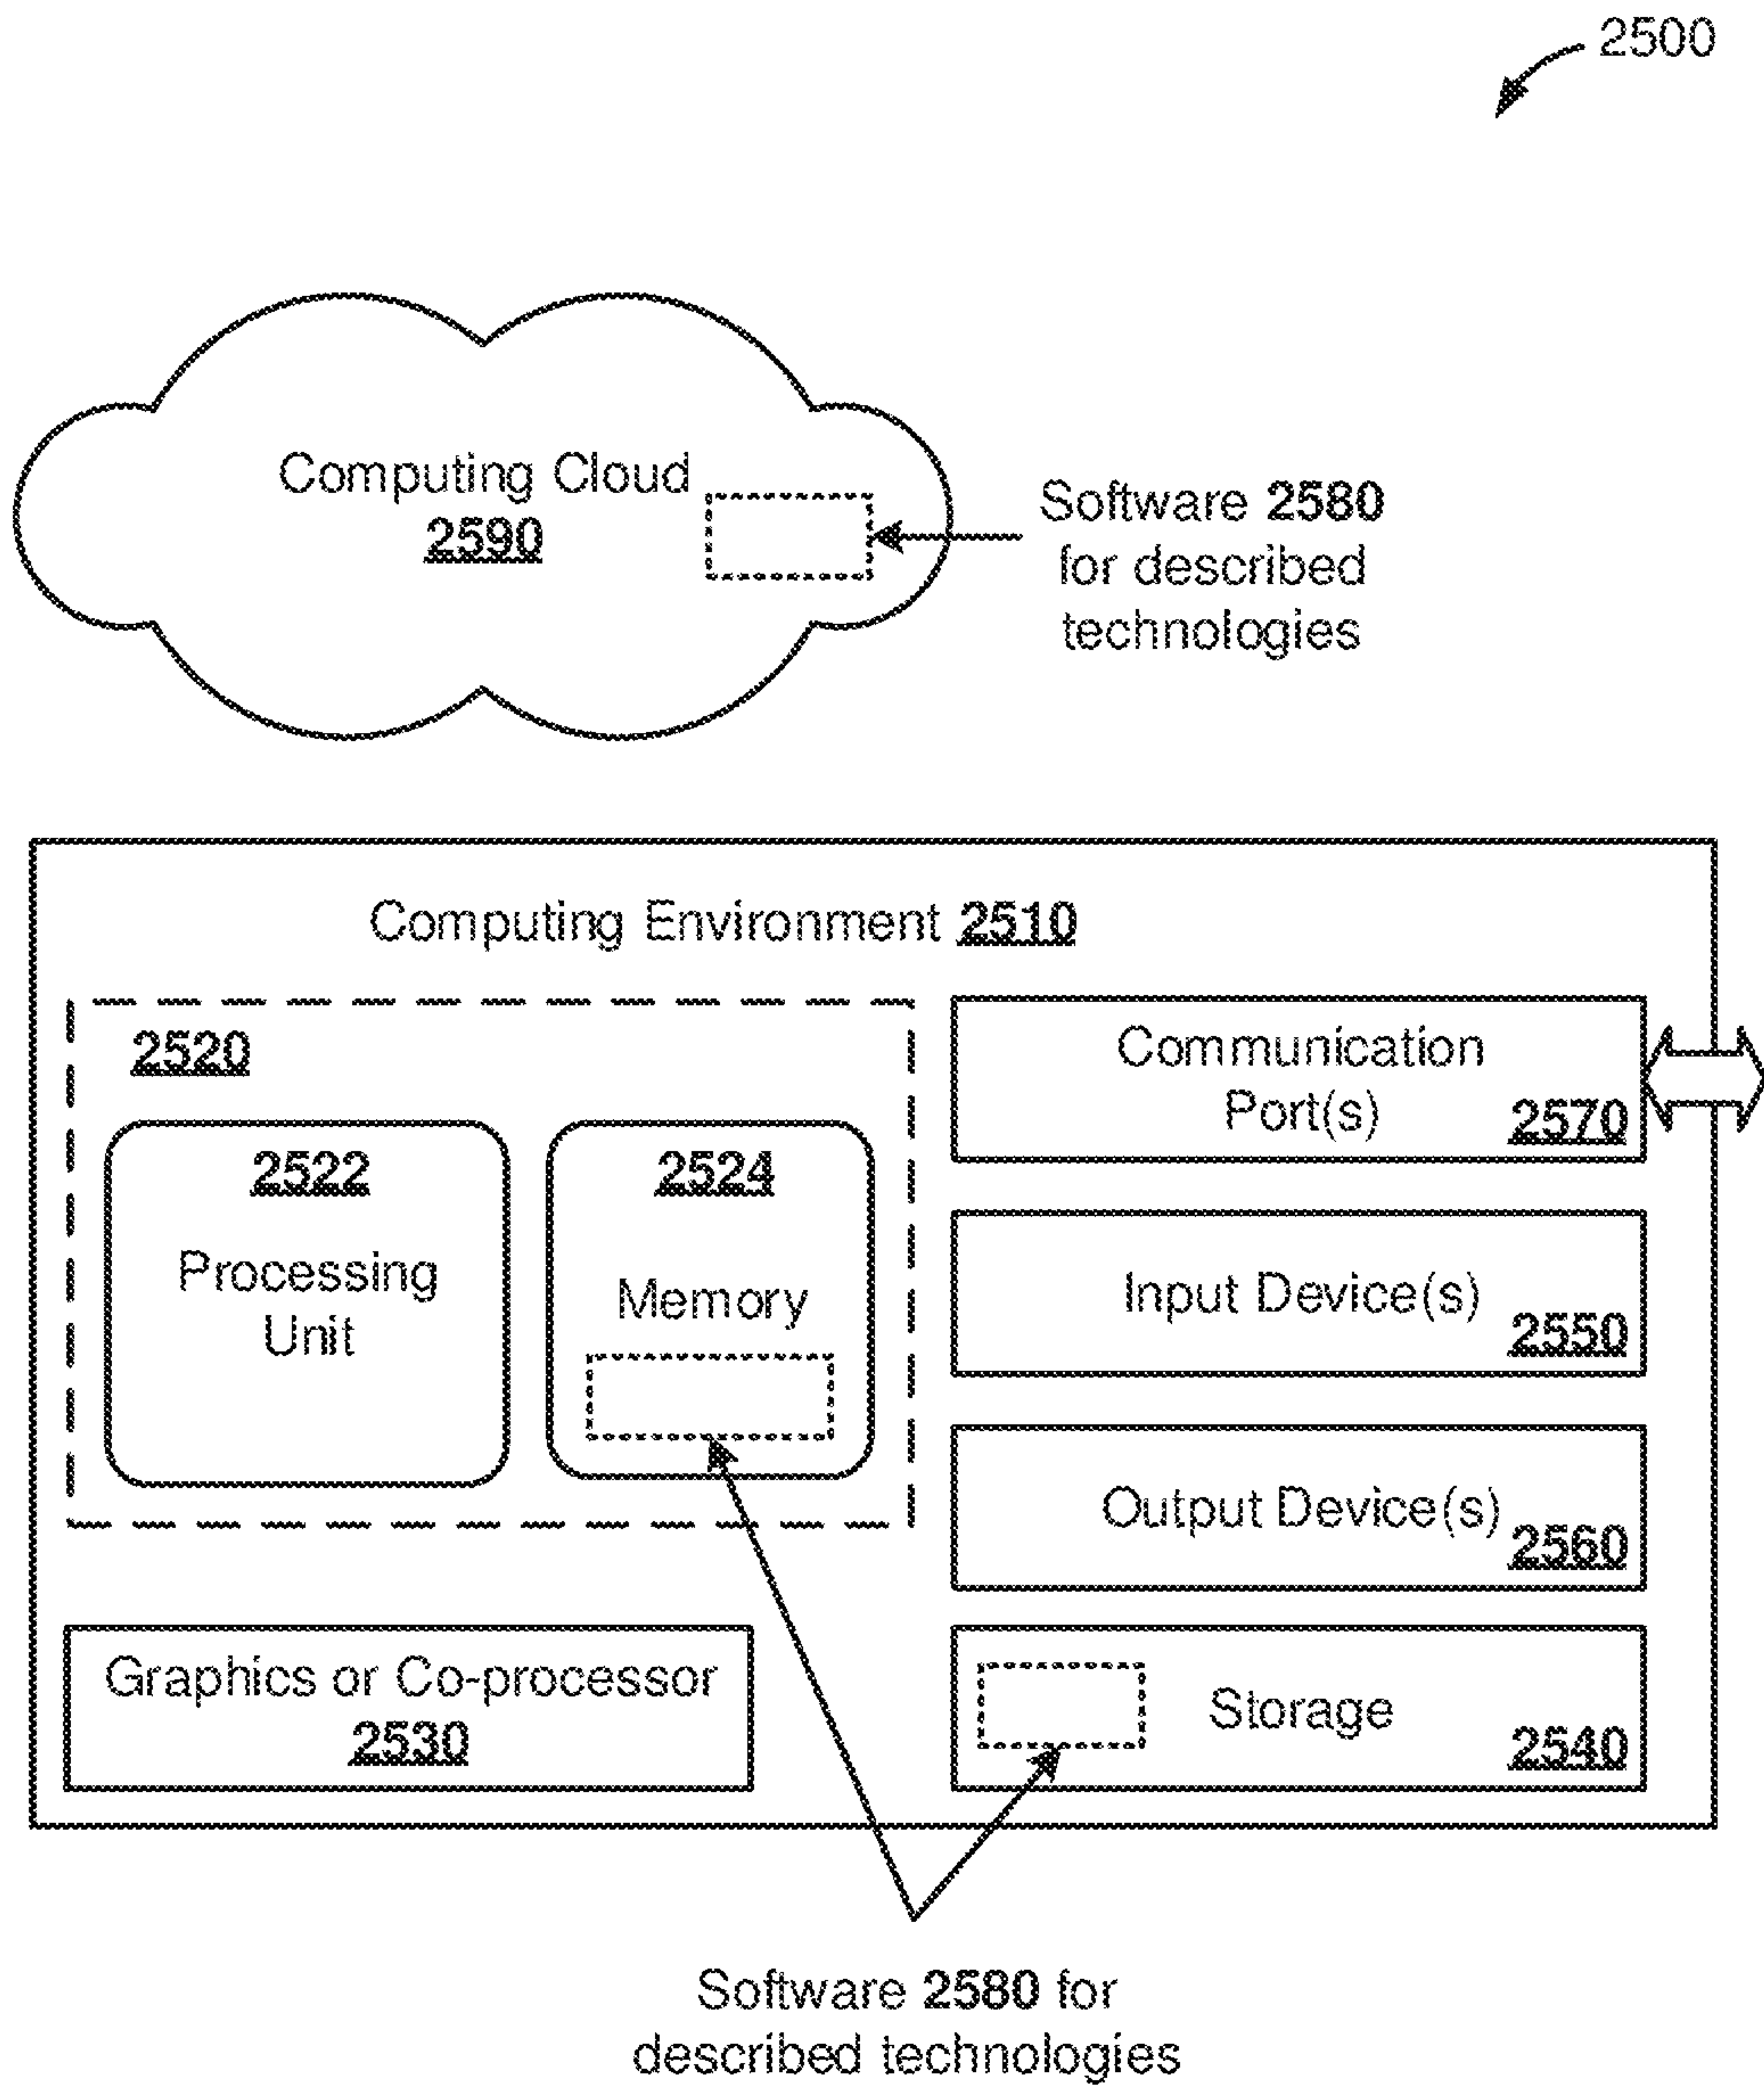 2500
Computing Cloud
2590
Software 2580
for described
technologies
Computing Environment 2510
2520
2522
Processing
Unit
2524
Memory
Communication
Port(s)
2570
Input Device(s)
2550
Output Device(s)
2560
Graphics or Co-processor
2530
Storage
2540
Software 2580 for
described technologies